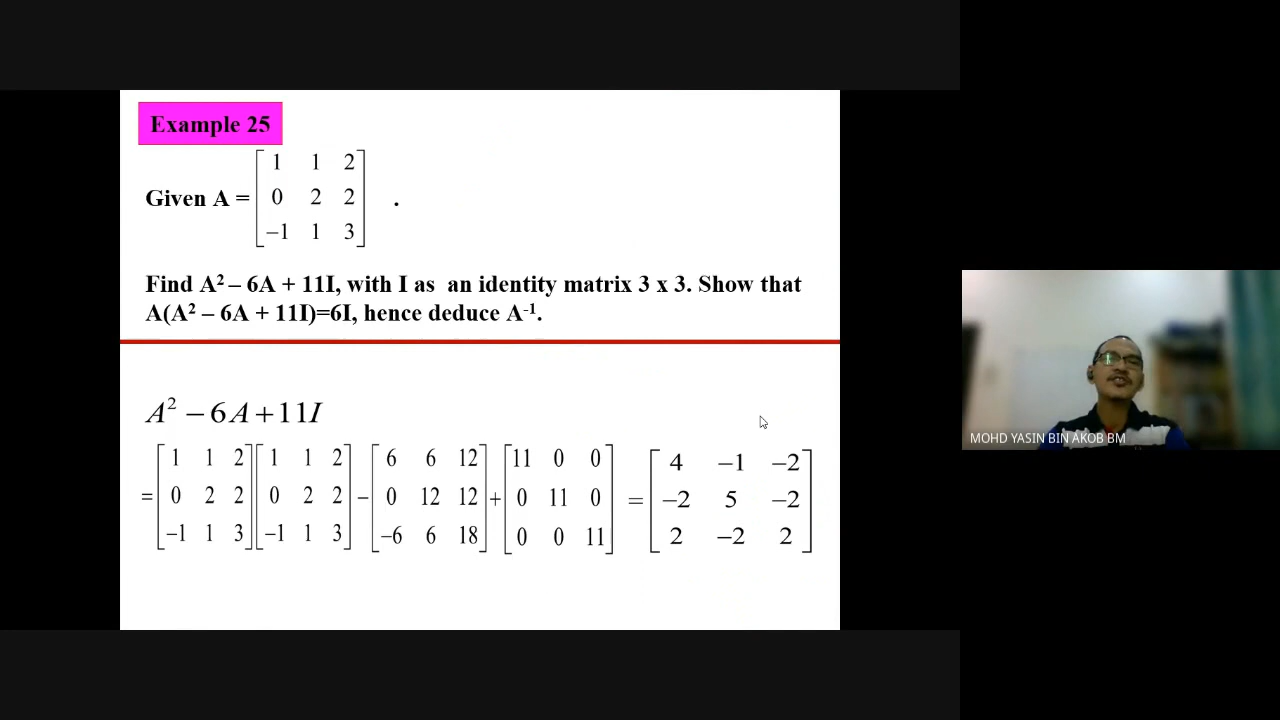 Example 25
Given A = [1 1 2
0 2 2
−1 1 3] .
Find A² – 6A + 11I, with I as an identity matrix 3 x 3. Show that
A(A² – 6A + 11I)=6I, hence deduce A⁻¹.
A² − 6A + 11I
= [1 1 2 [1 1 2 [6 6 12 [11 0 0 [4 −1 −2
0 2 2 0 2 2 − 0 12 12 + 0 11 0 = −2 5 −2
−1 1 3] −1 1 3] −6 6 18] 0 0 11] 2 −2 2]
MOHD YASIN BIN AKOB BM